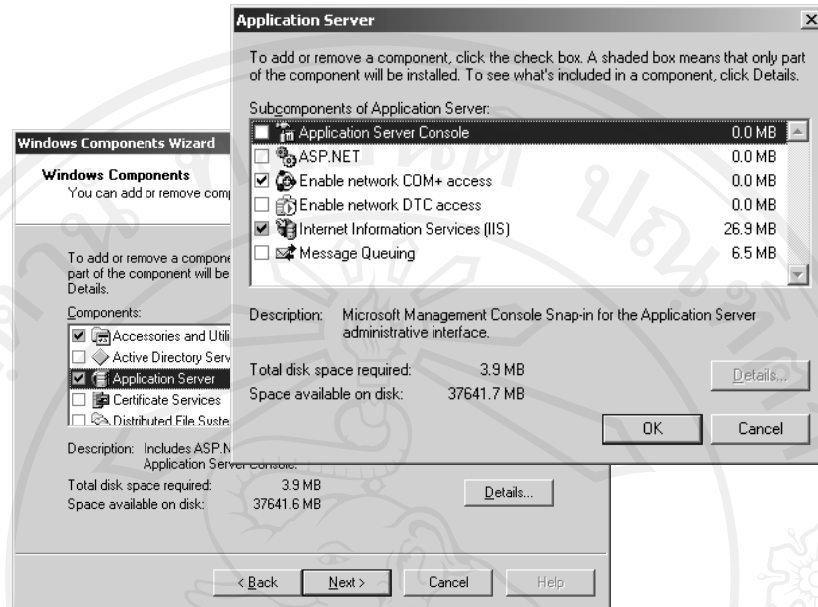 Application Server
To add or remove a component, click the check box. A shaded box means that only part
of the component will be installed. To see what's included in a component, click Details.
Subcomponents of Application Server:
Application Server Console 0.0 MB
ASP.NET 0.0 MB
Enable network COM+ access 0.0 MB
Enable network DTC access 0.0 MB
Internet Information Services (IIS) 26.9 MB
Message Queuing 6.5 MB
Description: Microsoft Management Console Snap-in for the Application Server
administrative interface.
Total disk space required: 3.9 MB
Space available on disk: 37641.7 MB
Details...
OK Cancel
Windows Components Wizard
Windows Components
You can add or remove comp
To add or remove a compone
part of the component will be
Details.
Components:
Accessories and Utili
Active Directory Serv
Application Server
Certificate Services
Distributed File Syste
Description: Includes ASP.N
Application Server Console.
Total disk space required: 3.9 MB
Space available on disk: 37641.6 MB
Details...
< Back Next > Cancel Help